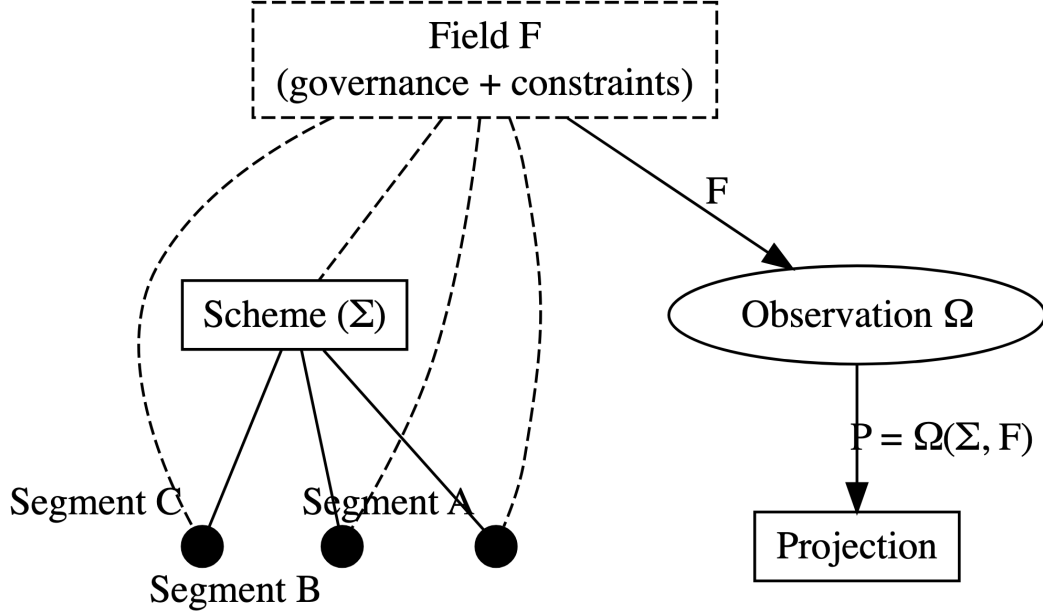 Field F
(governance + constraints)
F
Scheme (Σ)
Observation Ω
P = Ω(Σ, F)
Segment C
Segment A
Projection
Segment B